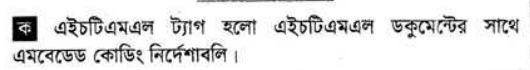 ক এইচটিএমএল ট্যাগ হলো এইচটিএমএল ডকুমেন্টের সাথে
এমবেডেড কোডিং নির্দেশাবলি।